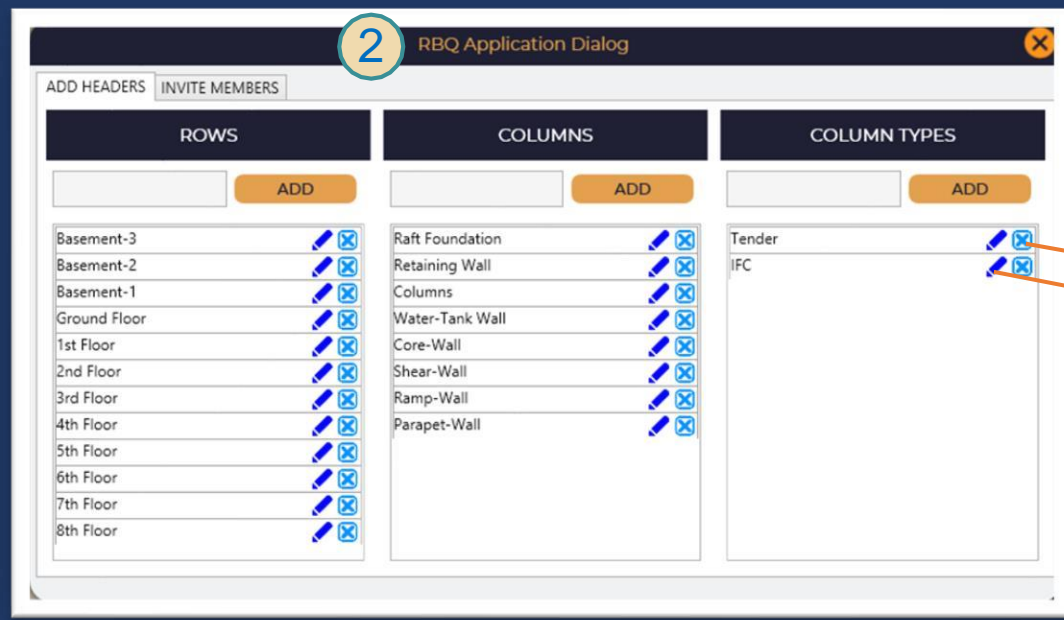 2
RBQ Application Dialog
ADD HEADERS INVITE MEMBERS
ROWS
ADD
Basement-3
Basement-2
Basement-1
Ground Floor
1st Floor
2nd Floor
3rd Floor
4th Floor
5th Floor
6th Floor
7th Floor
8th Floor
COLUMNS
ADD
Raft Foundation
Retaining Wall
Columns
Water-Tank Wall
Core-Wall
Shear-Wall
Ramp-Wall
Parapet-Wall
COLUMN TYPES
ADD
Tender
IFC